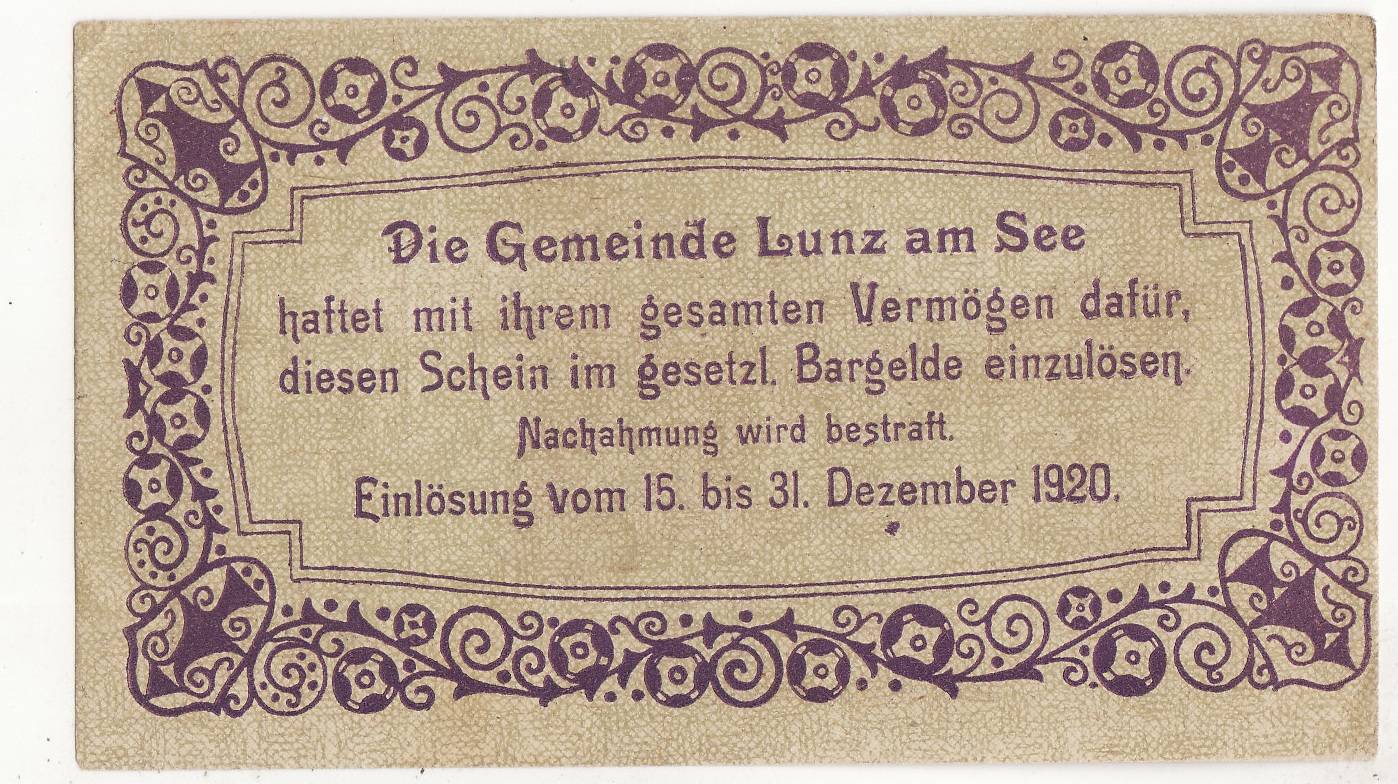 Die Gemeinde Lunz am See
haftet mit ihrem gesamten Vermögen dafür,
diesen Schein im gesetzl. Bargelde einzulösen.
Nachahmung wird bestraft.
Einlösung vom 15. bis 31. Dezember 1920.